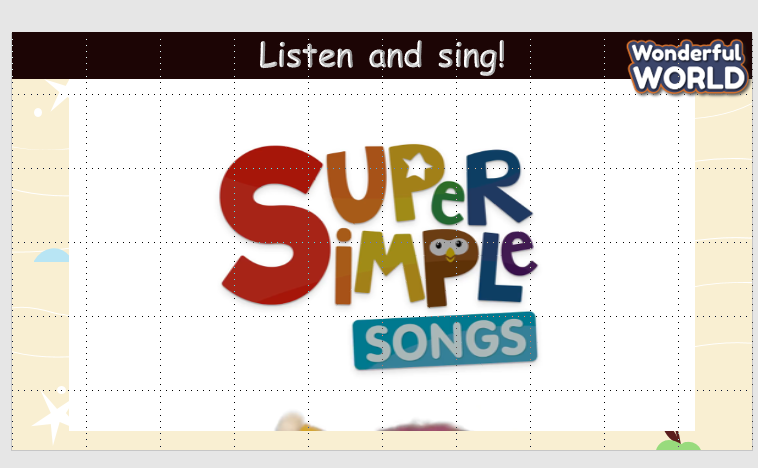 Listen and sing!
Wonderful
WORLD
SUPeR
SiMPLe
SONGS